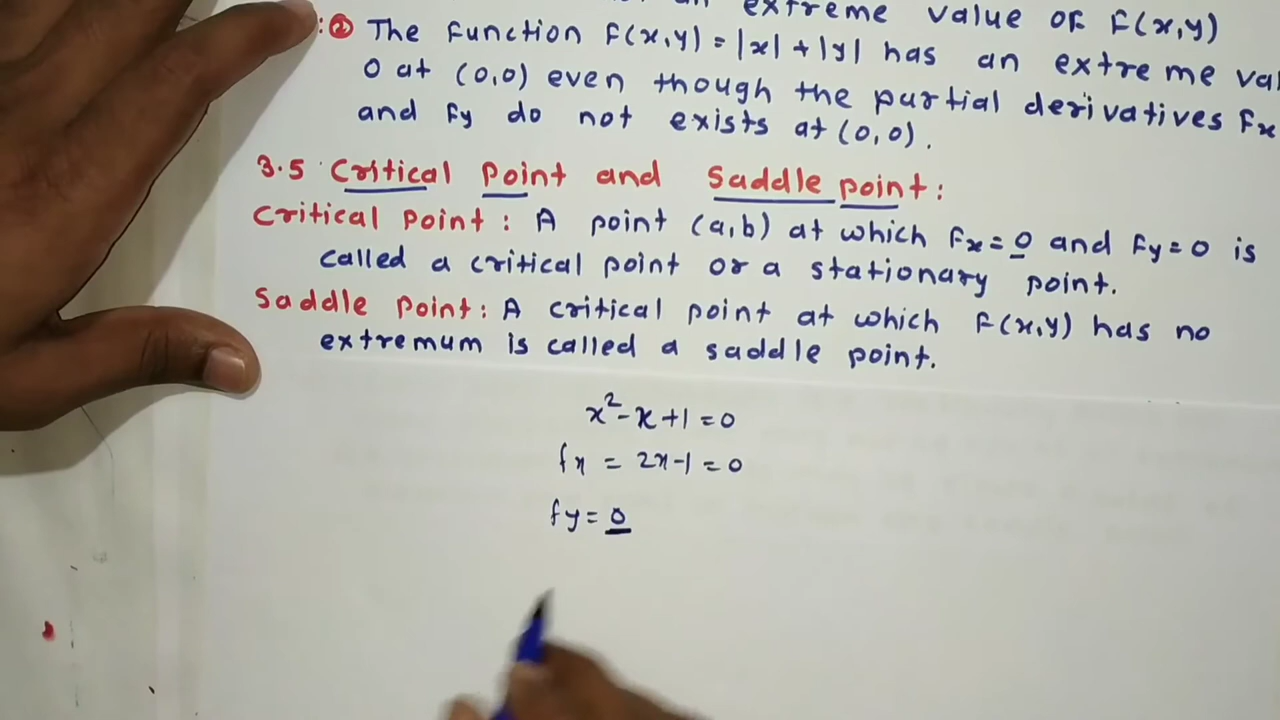 an extreme value of f(x,y)
: ② The function f(x,y) = |x| + |y| has an extreme val
0 at (0,0) even though the partial derivatives fx
and fy do not exists at (0,0).
3.5 Critical Point and Saddle point:
Critical point: A point (a,b) at which fx = 0 and fy = 0 is
called a critical point or a stationary point.
Saddle point: A critical point at which f(x,y) has no
extremum is called a saddle point.
x² - x + 1 = 0
fx = 2x - 1 = 0
fy = 0